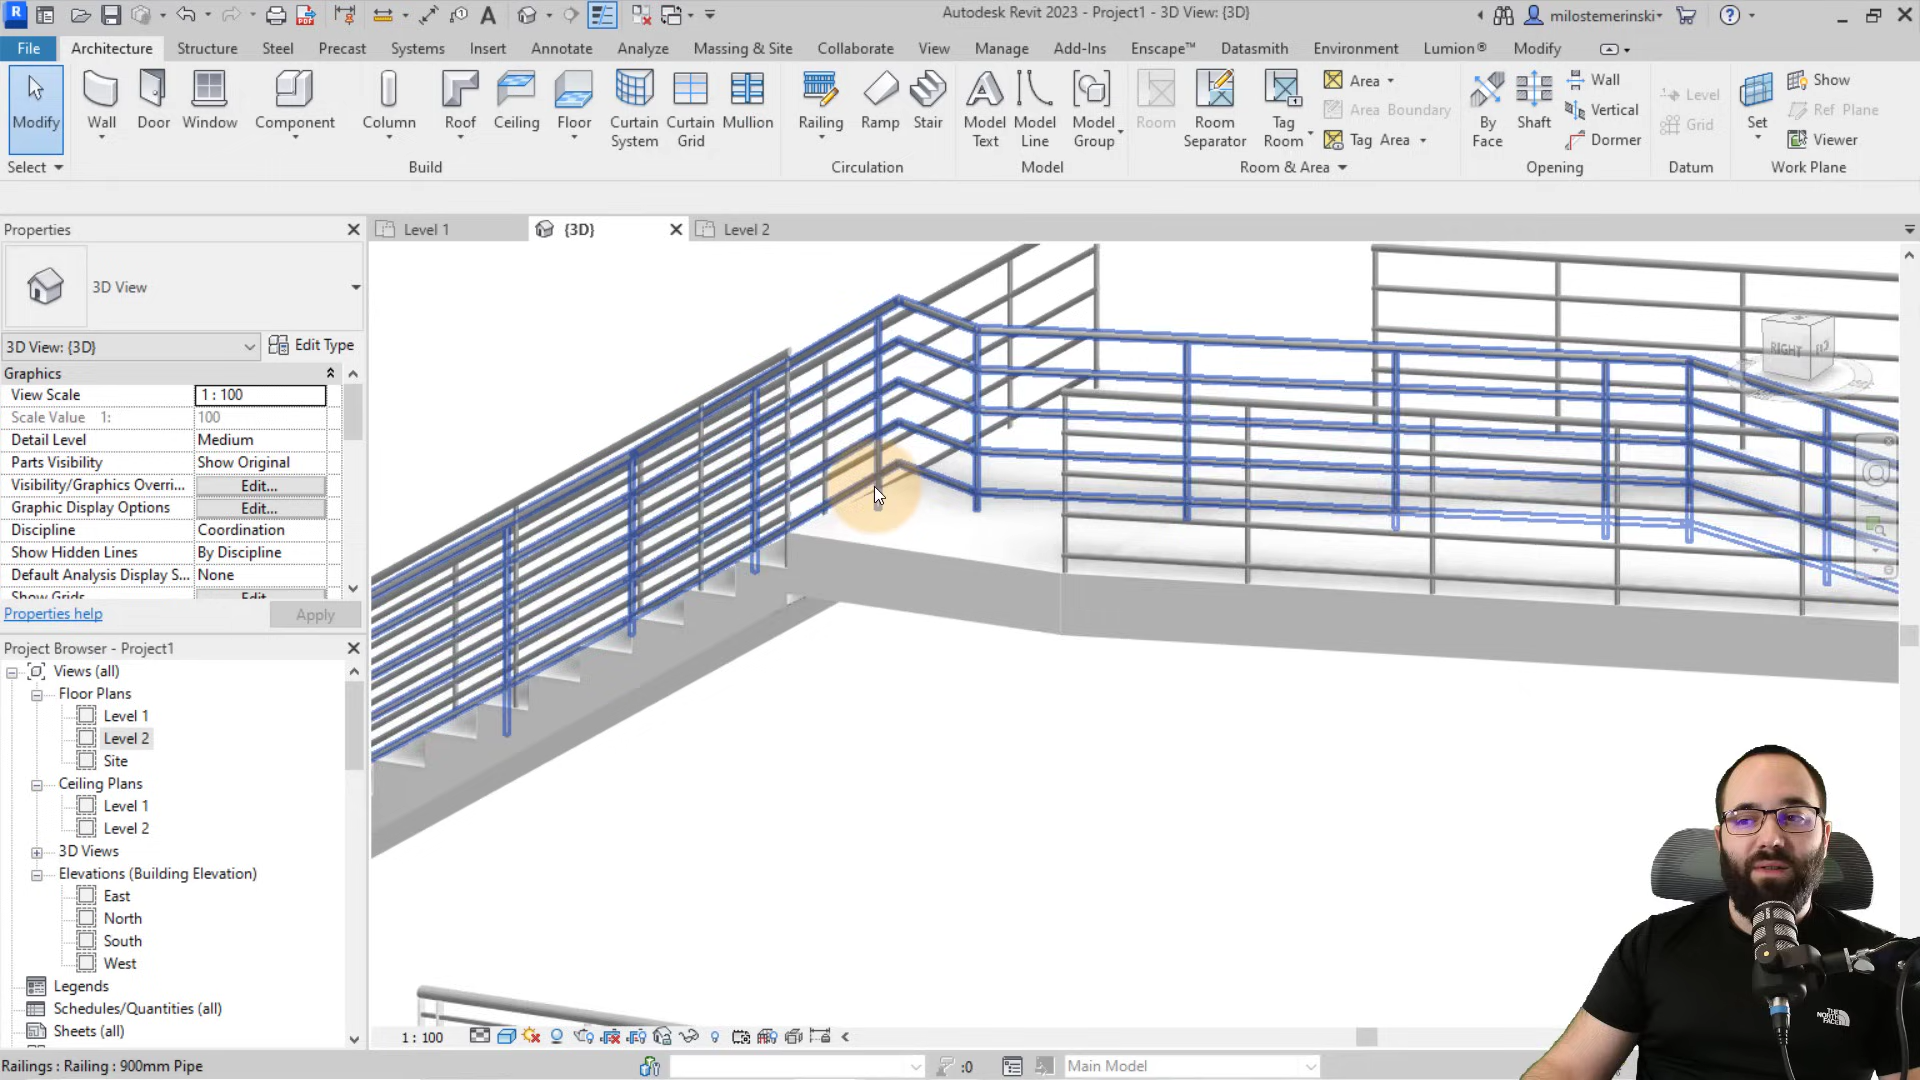 Autodesk Revit 2023 - Project1 - 3D View: {3D}
milostemerinski
File
Architecture
Structure
Steel
Precast
Systems
Insert
Annotate
Analyze
Massing & Site
Collaborate
View
Manage
Add-Ins
Enscape™
Datasmith
Environment
Lumion®
Modify
Modify
Wall
Door
Window
Component
Column
Roof
Ceiling
Floor
Curtain System
Curtain Grid
Mullion
Railing
Ramp
Stair
Model Text
Model Line
Model Group
Room
Room Separator
Tag Room
Area
Area Boundary
Tag Area
By Face
Shaft
Wall
Vertical
Dormer
Level
Grid
Set
Show
Ref Plane
Viewer
Select
Build
Circulation
Model
Room & Area
Opening
Datum
Work Plane
Properties
Level 1
{3D}
Level 2
3D View
3D View: {3D}
Edit Type
Graphics
View Scale 1 : 100
Scale Value 1: 100
Detail Level Medium
Parts Visibility Show Original
Visibility/Graphics Overri... Edit...
Graphic Display Options Edit...
Discipline Coordination
Show Hidden Lines By Discipline
Default Analysis Display S... None
Show Grids Edit...
Properties help
Apply
Project Browser - Project1
Views (all)
Floor Plans
Level 1
Level 2
Site
Ceiling Plans
Level 1
Level 2
3D Views
Elevations (Building Elevation)
East
North
South
West
Legends
Schedules/Quantities (all)
Sheets (all)
RIGHT
THE NORTH FACE
1 : 100
Railings : Railing : 900mm Pipe
:0
Main Model